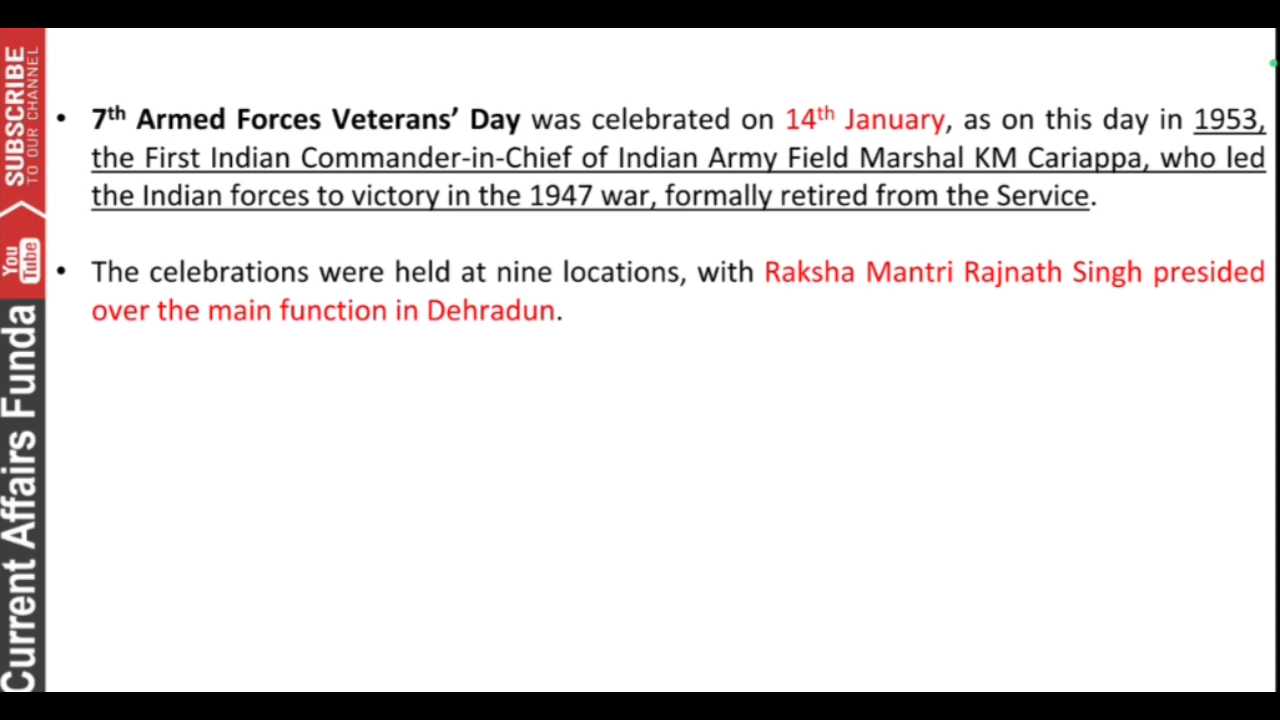 • 7th Armed Forces Veterans’ Day was celebrated on 14th January, as on this day in 1953,
the First Indian Commander-in-Chief of Indian Army Field Marshal KM Cariappa, who led
the Indian forces to victory in the 1947 war, formally retired from the Service.
• The celebrations were held at nine locations, with Raksha Mantri Rajnath Singh presided
over the main function in Dehradun.
SUBSCRIBE
TO OUR CHANNEL
You
Tube
Current Affairs Funda